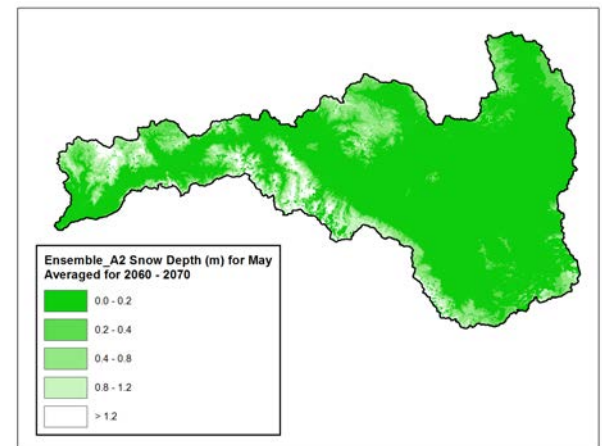 Ensemble_A2 Snow Depth (m) for May
Averaged for 2060 - 2070
0.0 - 0.2
0.2 - 0.4
0.4 - 0.8
0.8 - 1.2
> 1.2